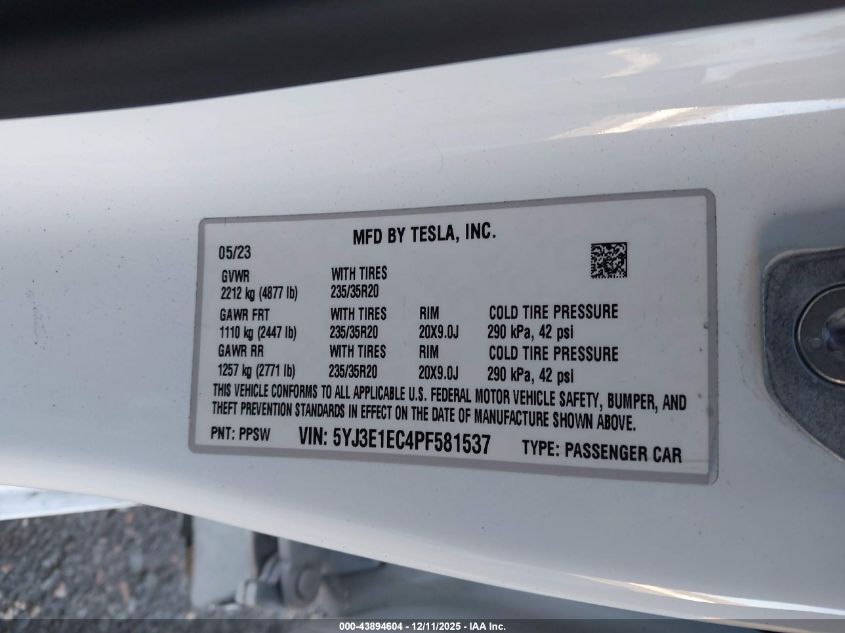 MFD BY TESLA, INC.
05/23
GVWR WITH TIRES
2212 kg (4877 lb) 235/35R20
GAWR FRT WITH TIRES RIM COLD TIRE PRESSURE
1110 kg (2447 lb) 235/35R20 20X9.0J 290 kPa, 42 psi
GAWR RR WITH TIRES RIM COLD TIRE PRESSURE
1257 kg (2771 lb) 235/35R20 20X9.0J 290 kPa, 42 psi
THIS VEHICLE CONFORMS TO ALL APPLICABLE U.S. FEDERAL MOTOR VEHICLE SAFETY, BUMPER, AND
THEFT PREVENTION STANDARDS IN EFFECT ON THE DATE OF MANUFACTURE SHOWN ABOVE.
PNT: PPSW VIN: 5YJ3E1EC4PF581537 TYPE: PASSENGER CAR
000-43894604 - 12/11/2025 - IAA Inc.